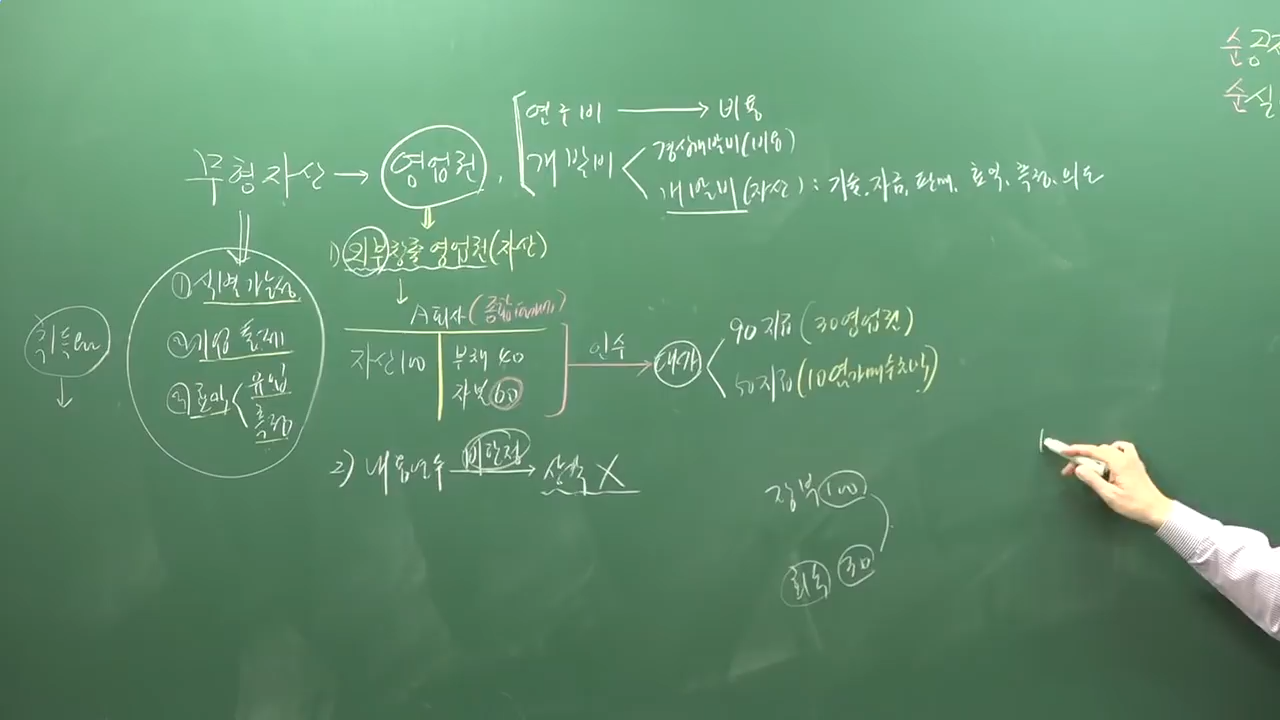 순공
순실
연구비 → 비용
무형자산 → 영업권, 개발비
경상개발비(비용)
개발비(자산) : 기술, 자금, 판매, 효익, 측정, 의도
① 식별가능성
② 기업 통제
③ 효익 < 유입
측정
취득원가
↓
1) 외부창출 영업권(자산)
↓
A회사
자산100 부채 40
자본 60
인수 → 대가
90지급 (30영업권)
50지급 (10염가매수차익)
2) 내용연수 비한정 → 상각 X
장부 100
회수 30